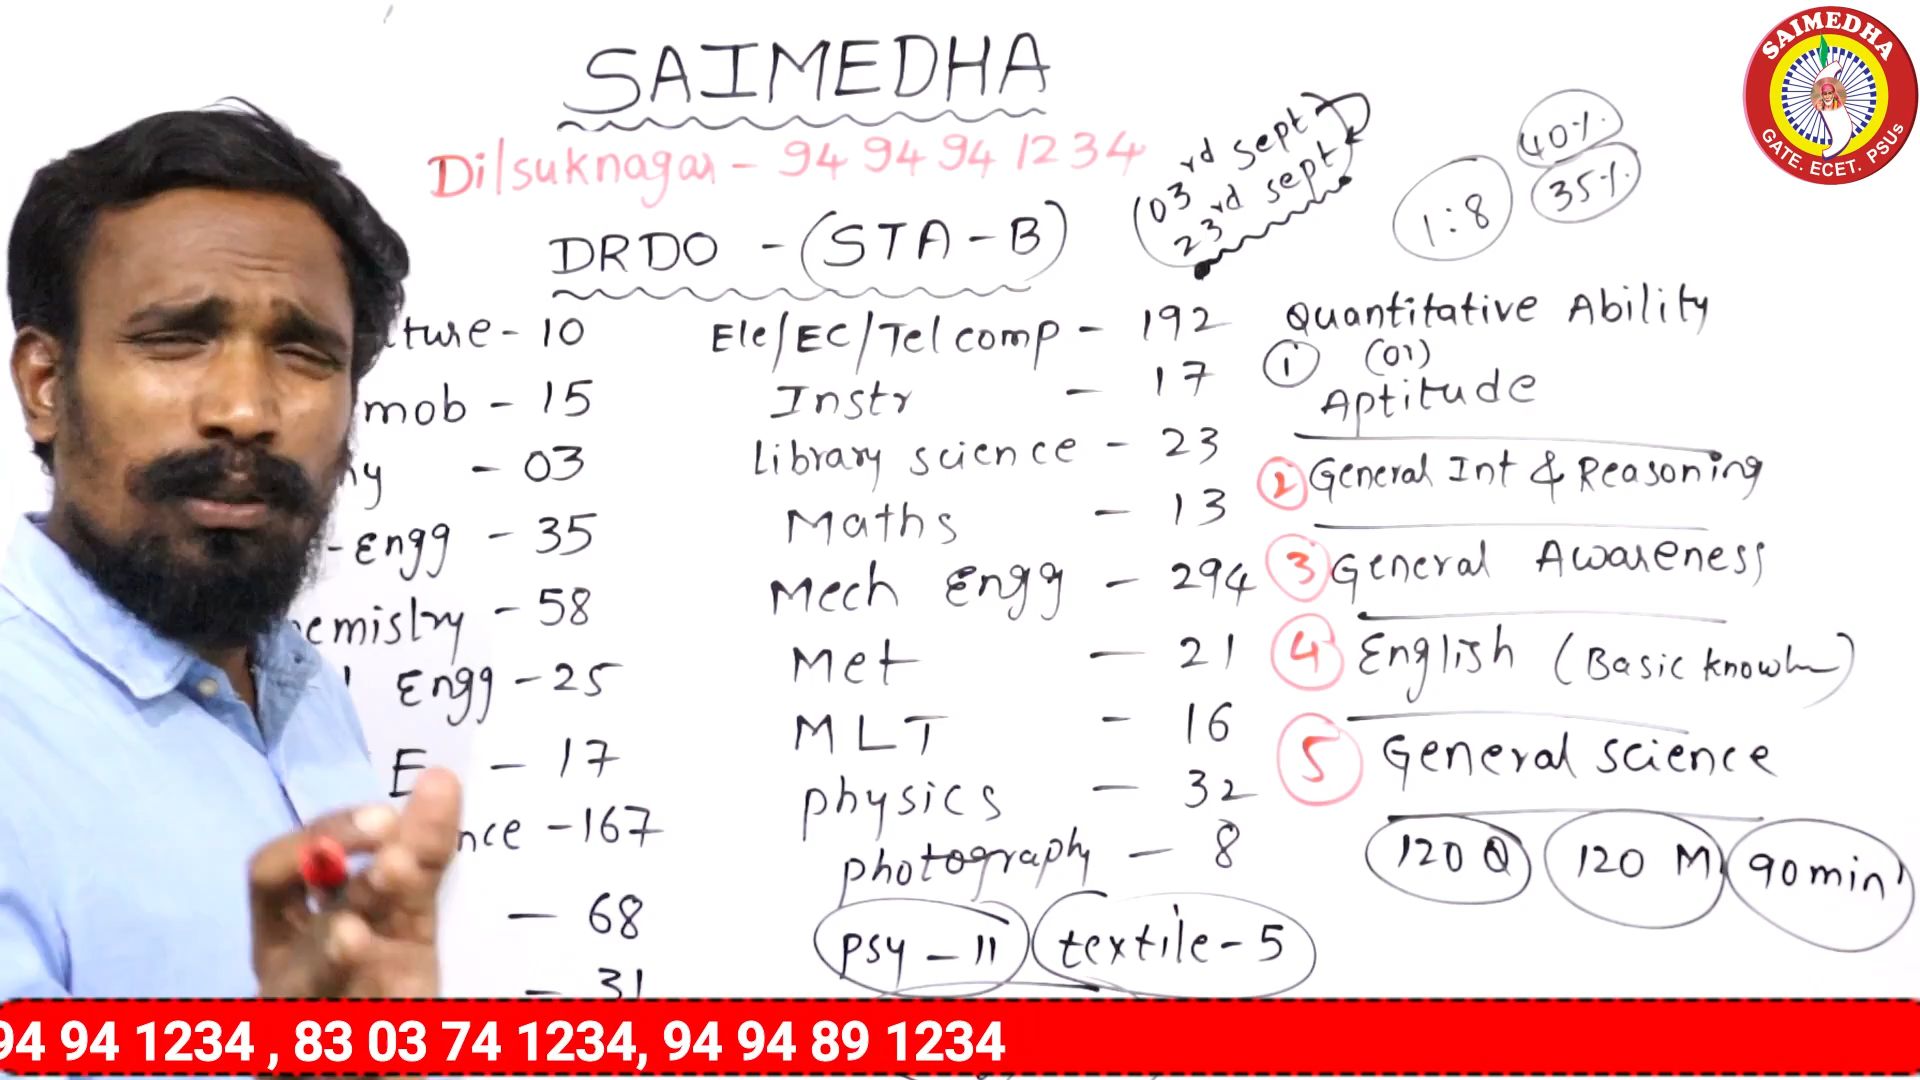 SAIMEDHA
Dilsuknagar - 94 94 94 1234
DRDO - (STA-B)
(03rd sept
23rd sept
1:8
40%
35%
SAIMEDHA
GATE. ECET. PSUs
ture - 10
mob - 15
ny - 03
-Engg - 35
emistry - 58
l Engg - 25
E - 17
nce - 167
- 68
- 31
Ele/EC/Tel comp - 192
Instr - 17
Library science - 23
Maths - 13
Mech Engg - 294
Met - 21
MLT - 16
physics - 32
photography - 8
psy - 11
textile - 5
Quantitative Ability
1 (or)
Aptitude
2 General Int & Reasoning
3 General Awareness
4 English (Basic
5 General science
120 Q
120 M
90 min
94 94 1234 , 83 03 74 1234, 94 94 89 1234